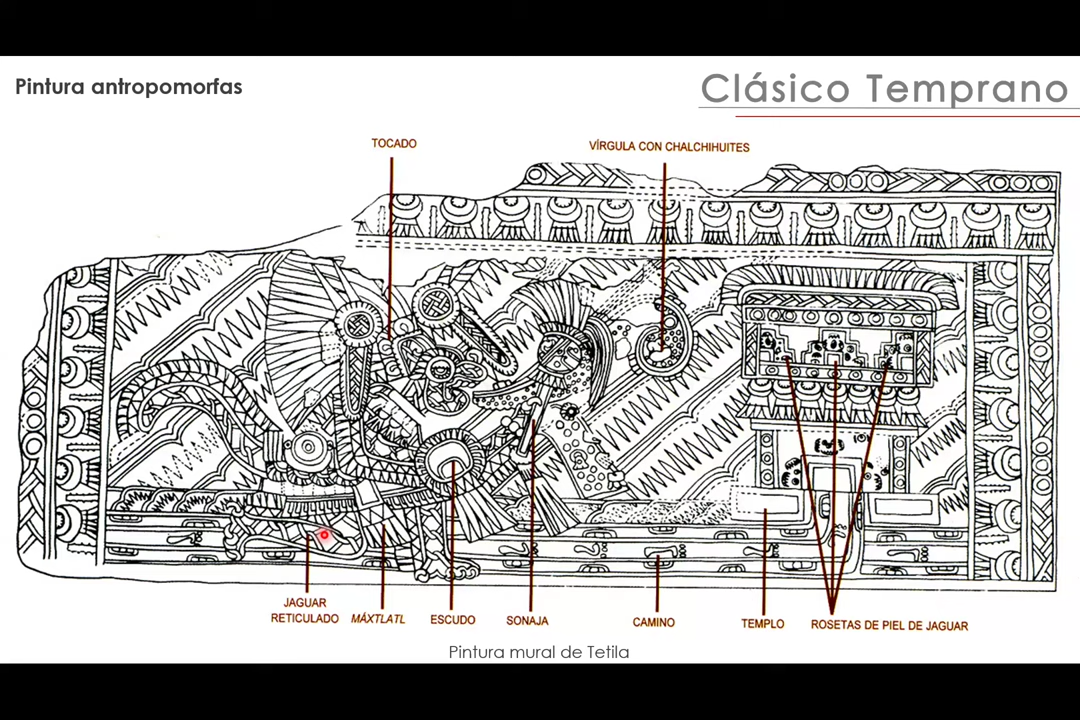 Pintura antropomorfas
Clásico Temprano
TOCADO
VÍRGULA CON CHALCHIHUITES
JAGUAR
RETICULADO
MÁXTLATL
ESCUDO
SONAJA
CAMINO
TEMPLO
ROSETAS DE PIEL DE JAGUAR
Pintura mural de Tetila